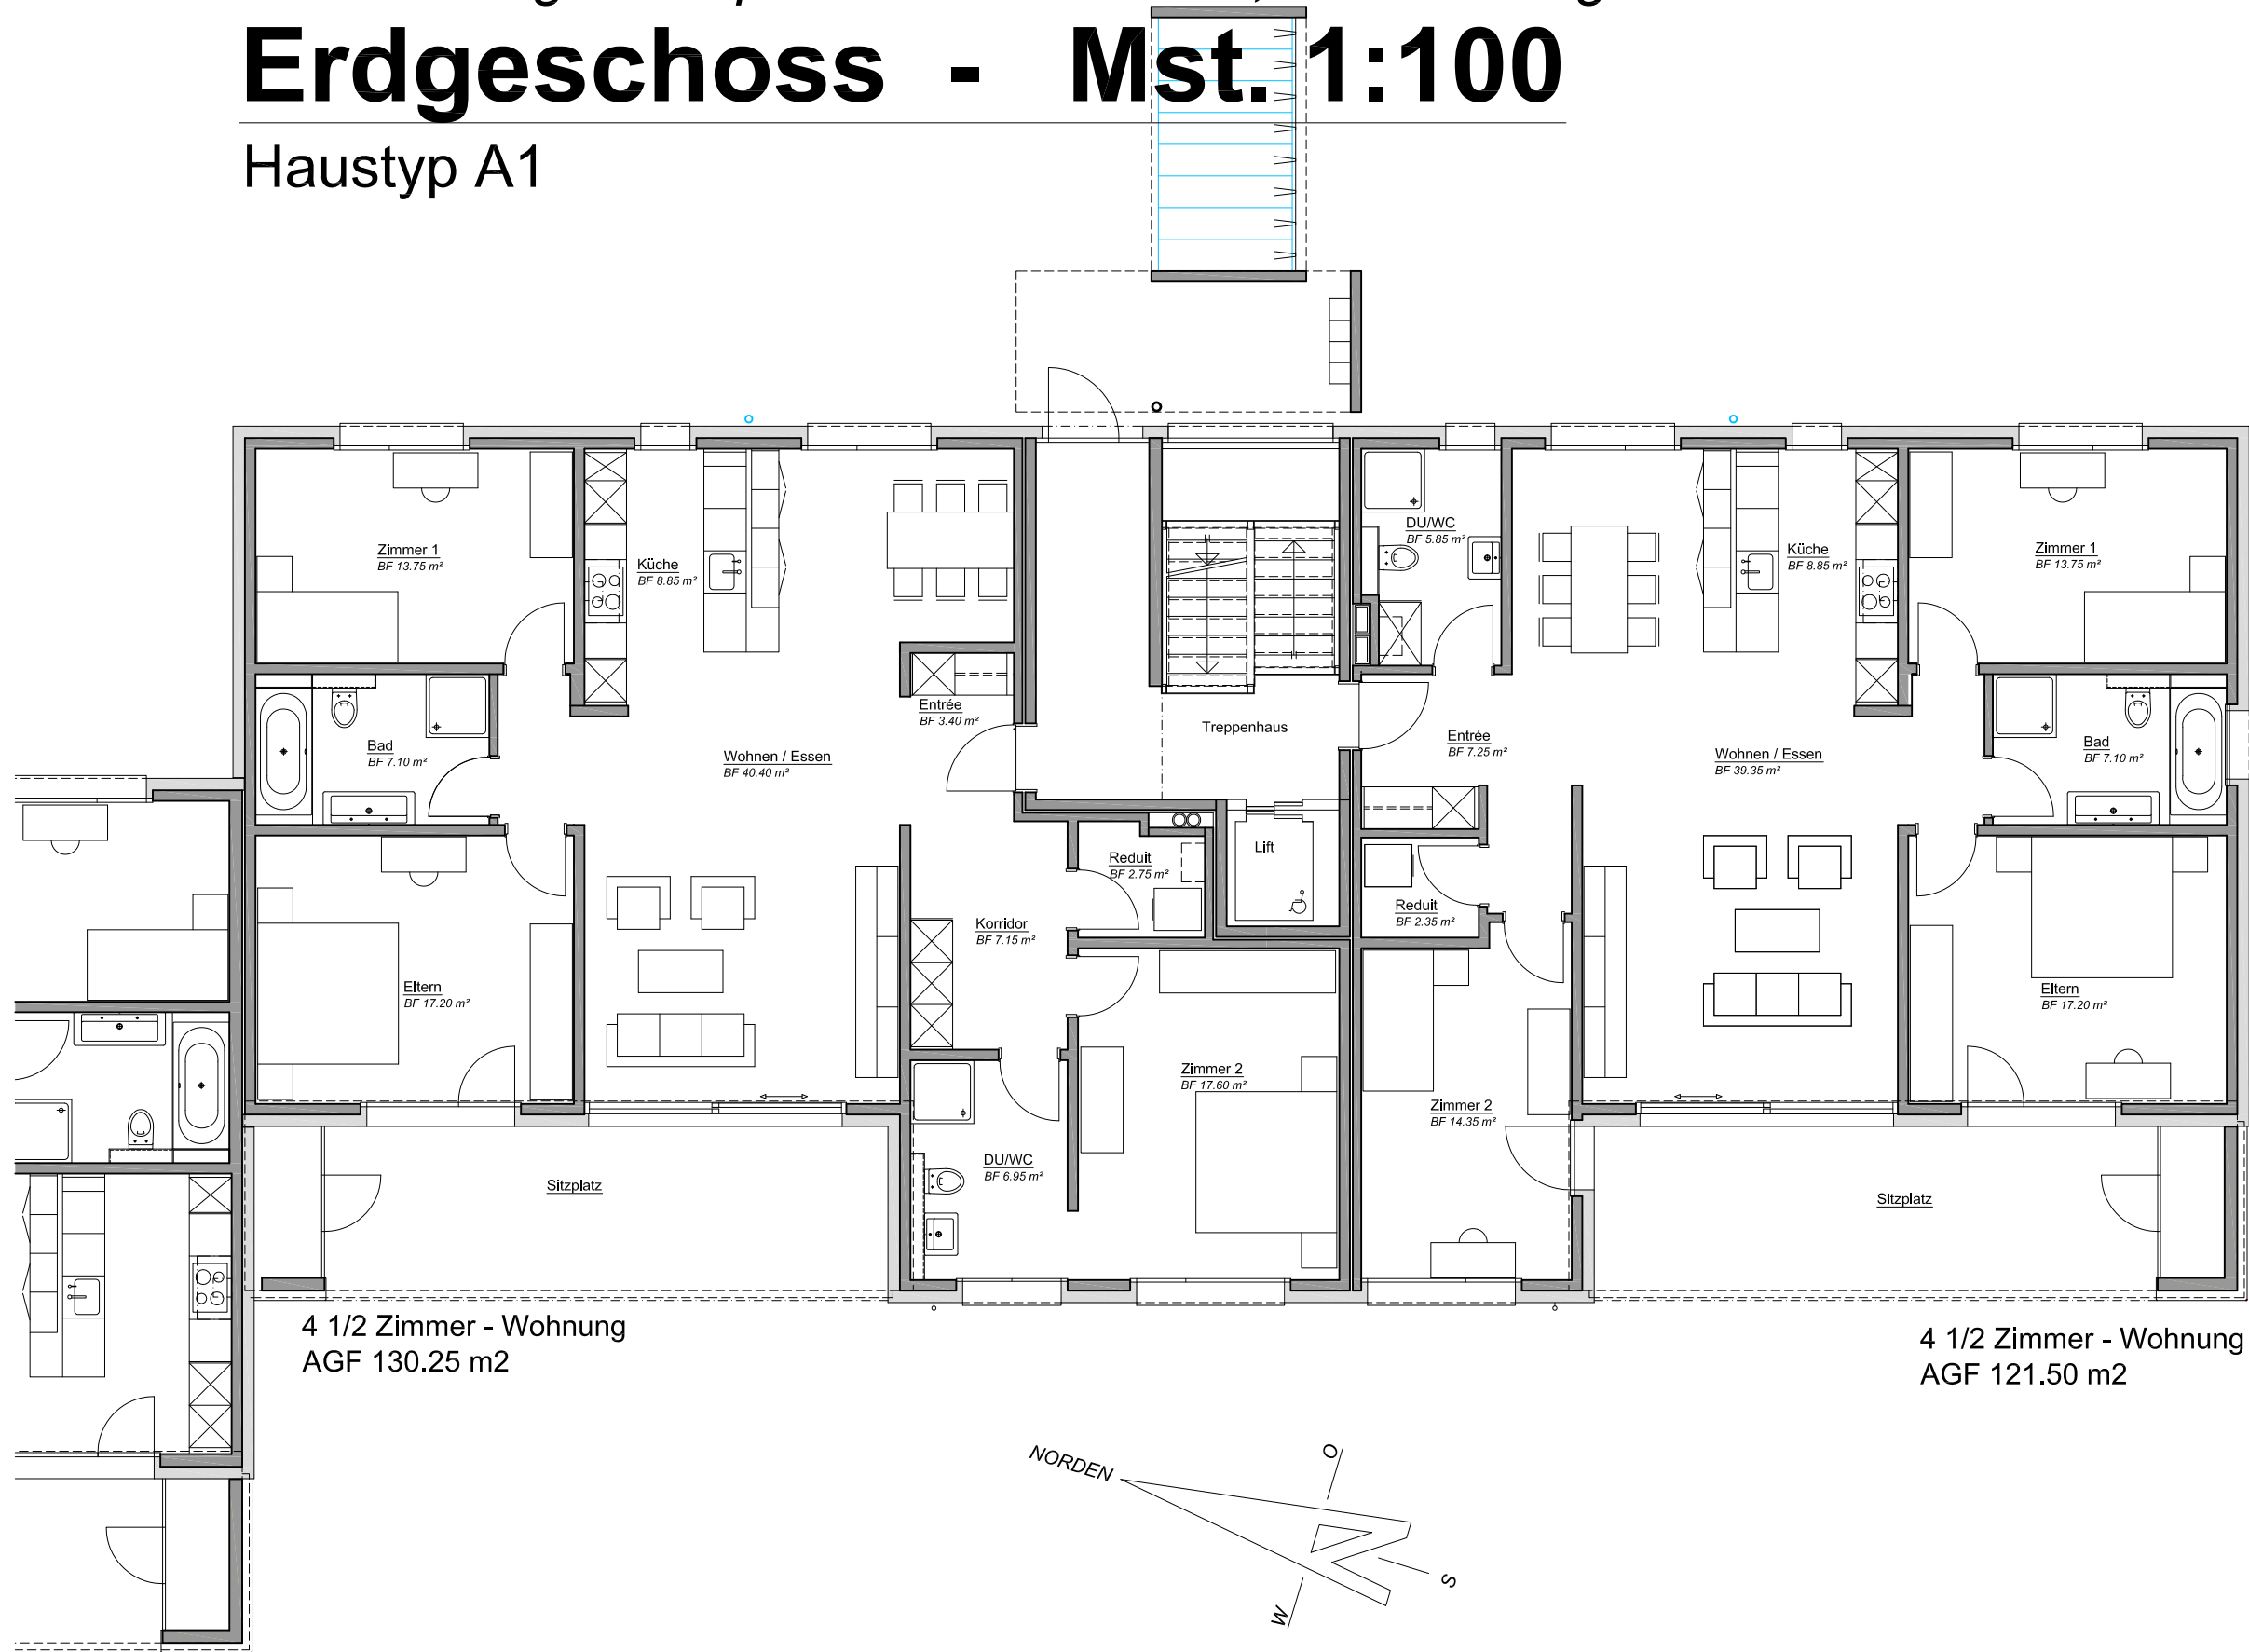 Erdgeschoss - Mst. 1:100
Haustyp A1
Zimmer 1
BF 13.75 m²
Küche
BF 8.85 m²
DU/WC
BF 5.85 m²
Küche
BF 8.85 m²
Zimmer 1
BF 13.75 m²
Entrée
BF 3.40 m²
Bad
BF 7.10 m²
Wohnen / Essen
BF 40.40 m²
Treppenhaus
Entrée
BF 7.25 m²
Wohnen / Essen
BF 39.35 m²
Bad
BF 7.10 m²
Reduit
BF 2.75 m²
Lift
Reduit
BF 2.35 m²
Korridor
BF 7.15 m²
Eltern
BF 17.20 m²
Eltern
BF 17.20 m²
Zimmer 2
BF 17.60 m²
Zimmer 2
BF 14.35 m²
DU/WC
BF 6.95 m²
Sitzplatz
SItzplatz
4 1/2 Zimmer - Wohnung
AGF 130.25 m2
4 1/2 Zimmer - Wohnung
AGF 121.50 m2
NORDEN
O
S
W